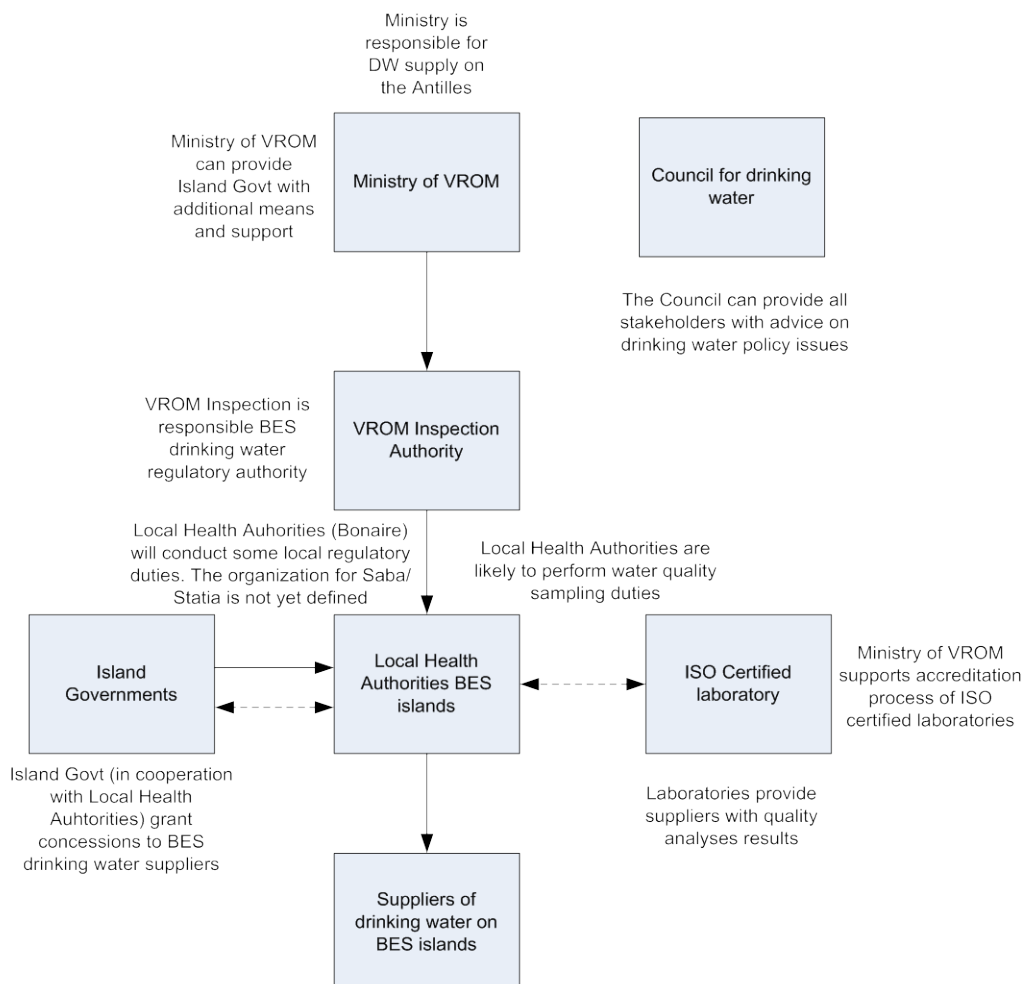 Ministry is
responsible for
DW supply on
the Antilles
Ministry of VROM
can provide
Island Govt with
additional means
and support
Ministry of VROM
Council for drinking
water
The Council can provide all
stakeholders with advice on
drinking water policy issues
VROM Inspection is
responsible BES
drinking water
regulatory authority
VROM Inspection
Authority
Local Health Auhorities (Bonaire)
will conduct some local regulatory
duties. The organization for Saba/
Statia is not yet defined
Local Health Authorities are
likely to perform water quality
sampling duties
Island
Governments
Local Health
Authorities BES
islands
ISO Certified
laboratory
Ministry of VROM
supports accreditation
process of ISO
certified laboratories
Island Govt (in cooperation
with Local Health
Auhtorities) grant
concessions to BES
drinking water suppliers
Laboratories provide
suppliers with quality
analyses results
Suppliers of
drinking water on
BES islands